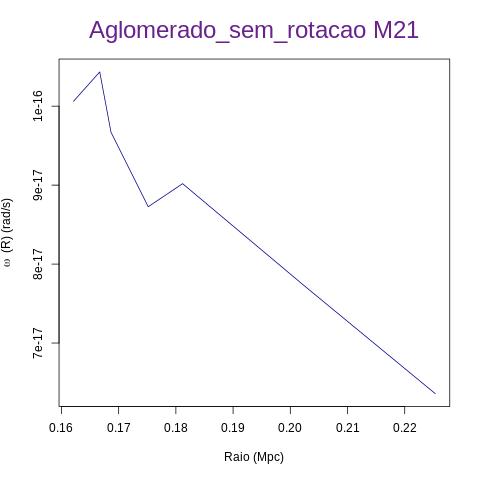 Aglomerado_sem_rotacao M21
ω (R) (rad/s)
1e-16
9e-17
8e-17
7e-17
0.16 0.17 0.18 0.19 0.20 0.21 0.22
Raio (Mpc)